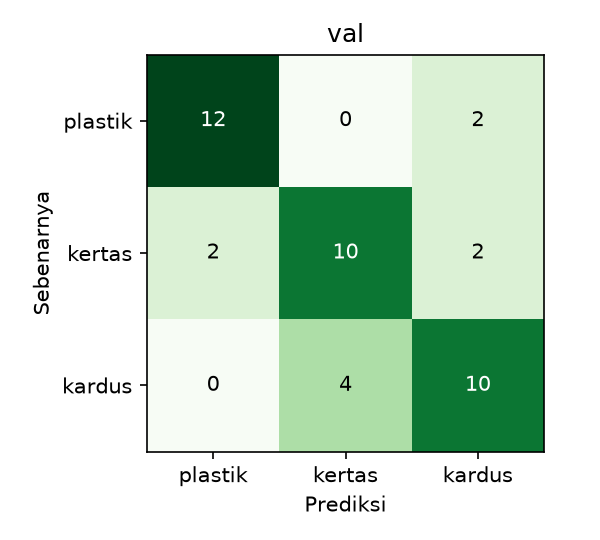 val
plastik 12 0 2
kertas 2 10 2
kardus 0 4 10
plastik kertas kardus
Prediksi
Sebenarnya